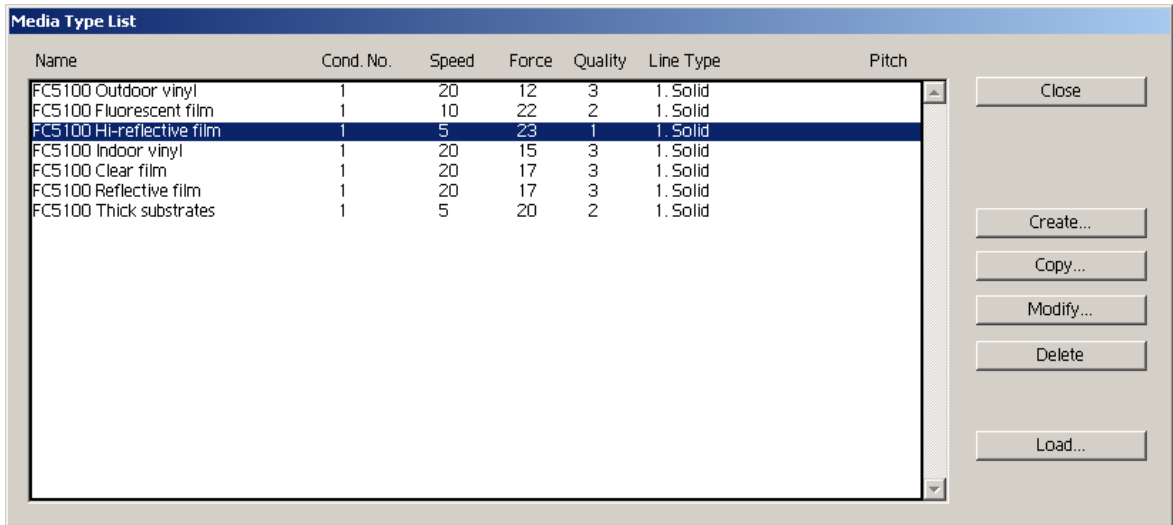 Media Type List
Name Cond. No. Speed Force Quality Line Type Pitch
FC5100 Outdoor vinyl 1 20 12 3 1. Solid
FC5100 Fluorescent film 1 10 22 2 1. Solid
FC5100 Hi-reflective film 1 5 23 1 1. Solid
FC5100 Indoor vinyl 1 20 15 3 1. Solid
FC5100 Clear film 1 20 17 3 1. Solid
FC5100 Reflective film 1 20 17 3 1. Solid
FC5100 Thick substrates 1 5 20 2 1. Solid
Close
Create...
Copy...
Modify...
Delete
Load...